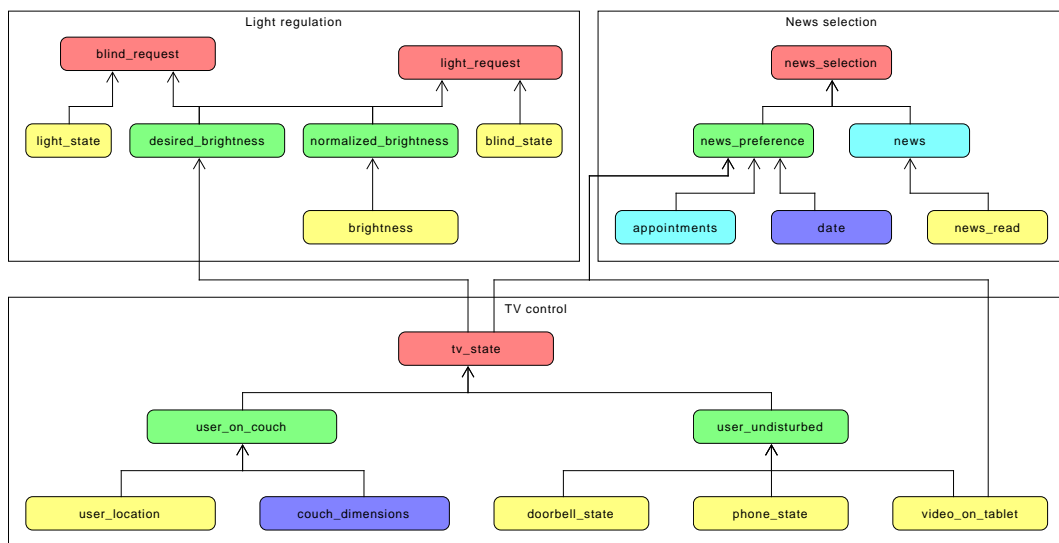 Light regulation
News selection
blind_request
light_request
news_selection
light_state
desired_brightness
normalized_brightness
blind_state
news_preference
news
brightness
appointments
date
news_read
TV control
tv_state
user_on_couch
user_undisturbed
user_location
couch_dimensions
doorbell_state
phone_state
video_on_tablet